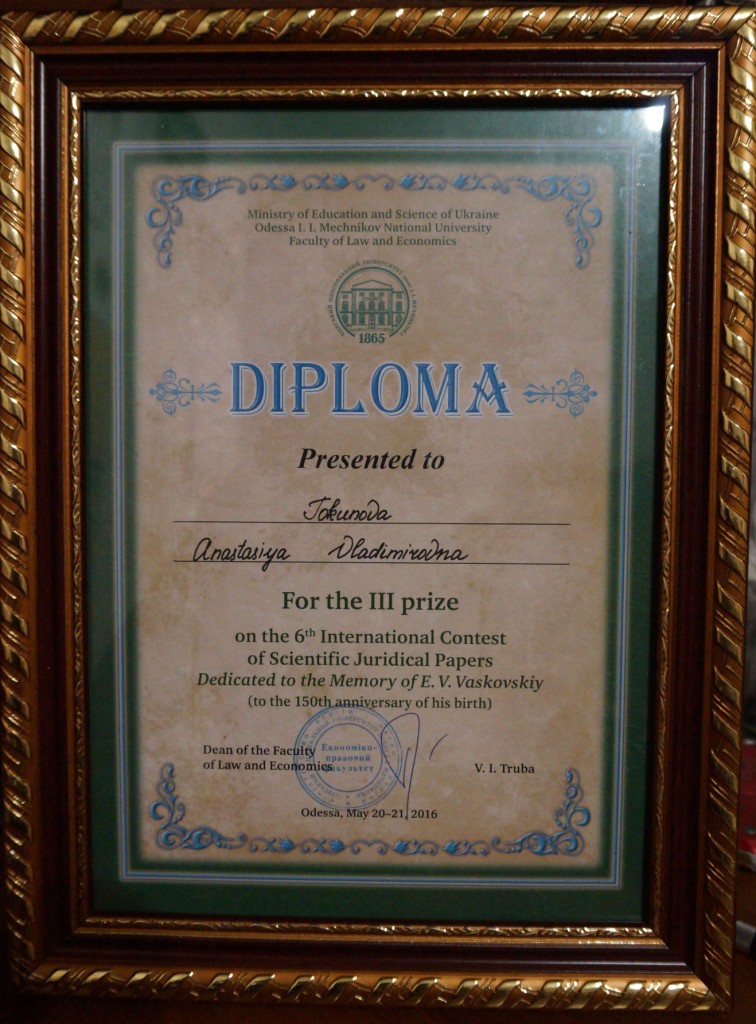 Ministry of Education and Science of Ukraine
Odessa I. I. Mechnikov National University
Faculty of Law and Economics
1865
DIPLOMA
Presented to
Tokunova
Anastasiya Vladimirovna
For the III prize
on the 6th International Contest
of Scientific Juridical Papers
Dedicated to the Memory of E. V. Vaskovskiy
(to the 150th anniversary of his birth)
Економіко-
правовий
факультет
Dean of the Faculty
of Law and Economics
V. I. Truba
Odessa, May 20–21, 2016